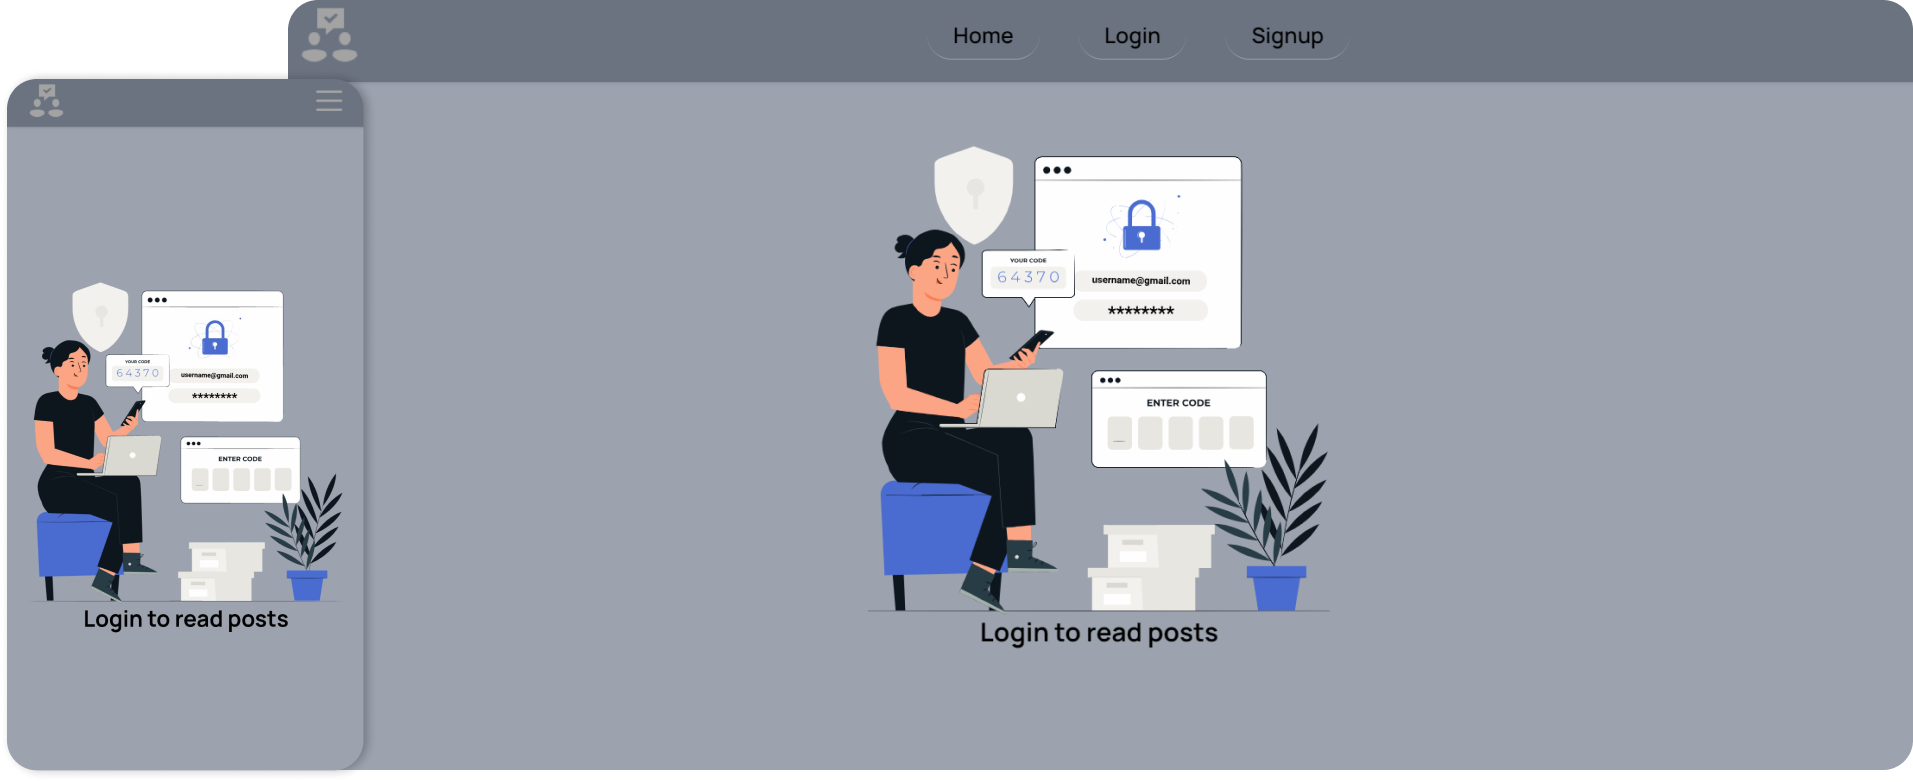 Home Login Signup
YOUR CODE
64370
username@gmail.com
********
ENTER CODE
Login to read posts
YOUR CODE
64370
username@gmail.com
********
ENTER CODE
Login to read posts